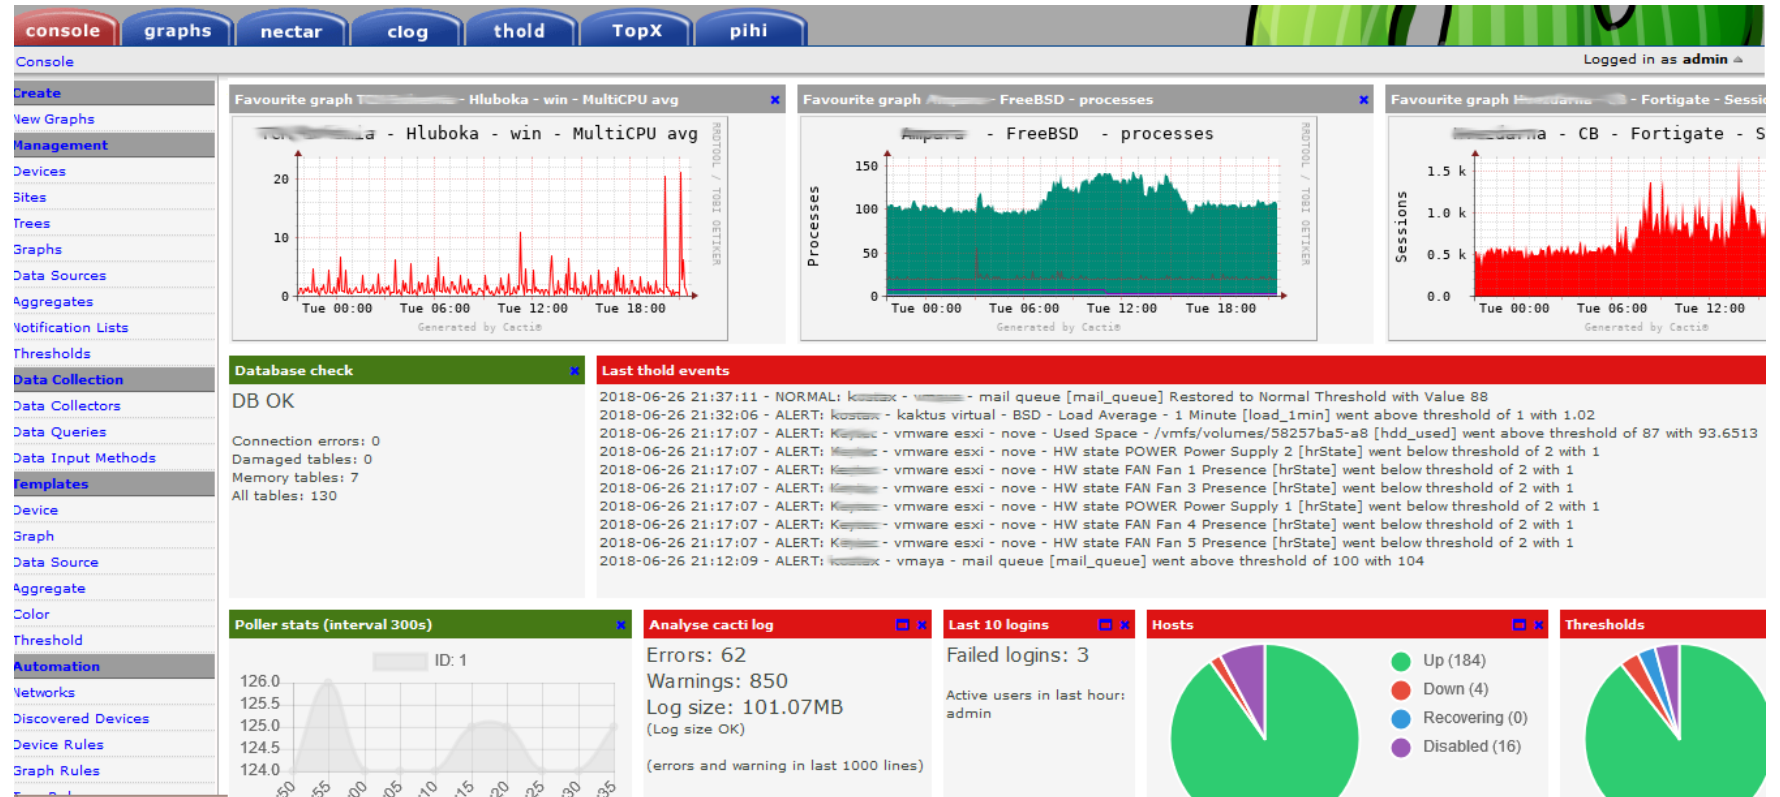 console graphs nectar clog thold TopX pihi
Console
Logged in as admin
Create
New Graphs
Management
Devices
Sites
Trees
Graphs
Data Sources
Aggregates
Notification Lists
Thresholds
Data Collection
Data Collectors
Data Queries
Data Input Methods
Templates
Device
Graph
Data Source
Aggregate
Color
Threshold
Automation
Networks
Discovered Devices
Device Rules
Graph Rules
Favourite graph - Hluboka - win - MultiCPU avg
- Hluboka - win - MultiCPU avg
20
10
0
Tue 00:00 Tue 06:00 Tue 12:00 Tue 18:00
Generated by Cacti®
RRDTOOL / TOBI OETIKER
Favourite graph - FreeBSD - processes
- FreeBSD - processes
Processes
150
100
50
0
Tue 00:00 Tue 06:00 Tue 12:00 Tue 18:00
Generated by Cacti®
RRDTOOL / TOBI OETIKER
Favourite graph - Fortigate - Sessi
- CB - Fortigate - S
Sessions
1.5 k
1.0 k
0.5 k
0.0
Tue 00:00 Tue 06:00 Tue 12:00
Generated by Cacti®
Database check
DB OK
Connection errors: 0
Damaged tables: 0
Memory tables: 7
All tables: 130
Last thold events
2018-06-26 21:37:11 - NORMAL: - - mail queue [mail_queue] Restored to Normal Threshold with Value 88
2018-06-26 21:32:06 - ALERT: - kaktus virtual - BSD - Load Average - 1 Minute [load_1min] went above threshold of 1 with 1.02
2018-06-26 21:17:07 - ALERT: - vmware esxi - nove - Used Space - /vmfs/volumes/58257ba5-a8 [hdd_used] went above threshold of 87 with 93.6513
2018-06-26 21:17:07 - ALERT: - vmware esxi - nove - HW state POWER Power Supply 2 [hrState] went below threshold of 2 with 1
2018-06-26 21:17:07 - ALERT: - vmware esxi - nove - HW state FAN Fan 1 Presence [hrState] went below threshold of 2 with 1
2018-06-26 21:17:07 - ALERT: - vmware esxi - nove - HW state FAN Fan 3 Presence [hrState] went below threshold of 2 with 1
2018-06-26 21:17:07 - ALERT: - vmware esxi - nove - HW state POWER Power Supply 1 [hrState] went below threshold of 2 with 1
2018-06-26 21:17:07 - ALERT: - vmware esxi - nove - HW state FAN Fan 4 Presence [hrState] went below threshold of 2 with 1
2018-06-26 21:17:07 - ALERT: - vmware esxi - nove - HW state FAN Fan 5 Presence [hrState] went below threshold of 2 with 1
2018-06-26 21:12:09 - ALERT: - vmaya - mail queue [mail_queue] went above threshold of 100 with 104
Poller stats (interval 300s)
ID: 1
126.0
125.5
125.0
124.5
124.0
50 55 00 05 10 15 20 25 30 35
Analyse cacti log
Errors: 62
Warnings: 850
Log size: 101.07MB
(Log size OK)
(errors and warning in last 1000 lines)
Last 10 logins
Failed logins: 3
Active users in last hour:
admin
Hosts
Up (184)
Down (4)
Recovering (0)
Disabled (16)
Thresholds